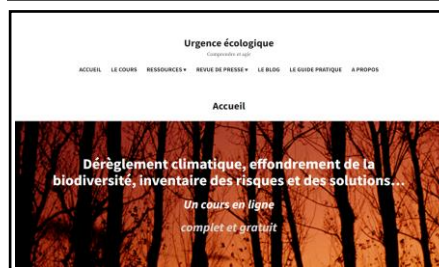 Urgence écologique
Comprendre et agir
ACCUEIL LE COURS RESSOURCES ▾ REVUE DE PRESSE ▾ LE BLOG LE GUIDE PRATIQUE A PROPOS
Accueil
Dérèglement climatique, effondrement de la
biodiversité, inventaire des risques et des solutions…
Un cours en ligne
complet et gratuit